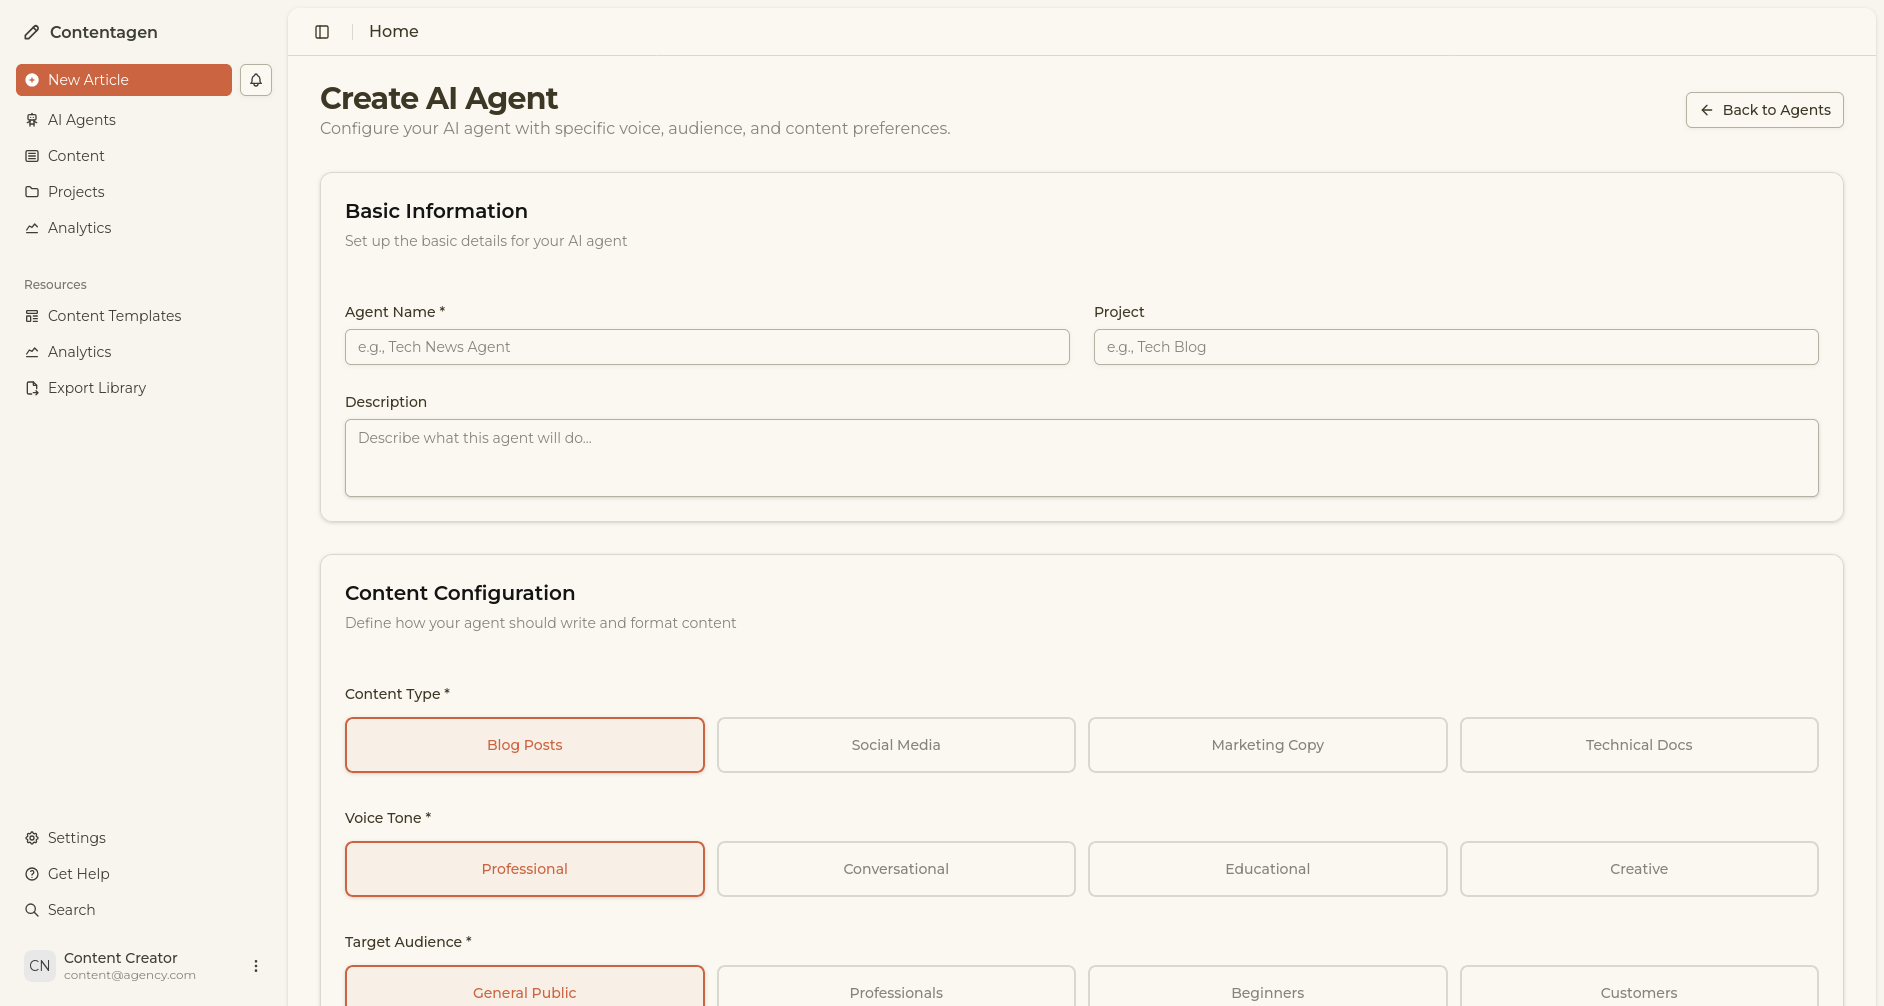 Contentagen
New Article
AI Agents
Content
Projects
Analytics
Resources
Content Templates
Analytics
Export Library
Settings
Get Help
Search
CN
Content Creator
content@agency.com
Home
Create AI Agent
Configure your AI agent with specific voice, audience, and content preferences.
Back to Agents
Basic Information
Set up the basic details for your AI agent
Agent Name *
e.g., Tech News Agent
Project
e.g., Tech Blog
Description
Describe what this agent will do...
Content Configuration
Define how your agent should write and format content
Content Type *
Blog Posts
Social Media
Marketing Copy
Technical Docs
Voice Tone *
Professional
Conversational
Educational
Creative
Target Audience *
General Public
Professionals
Beginners
Customers